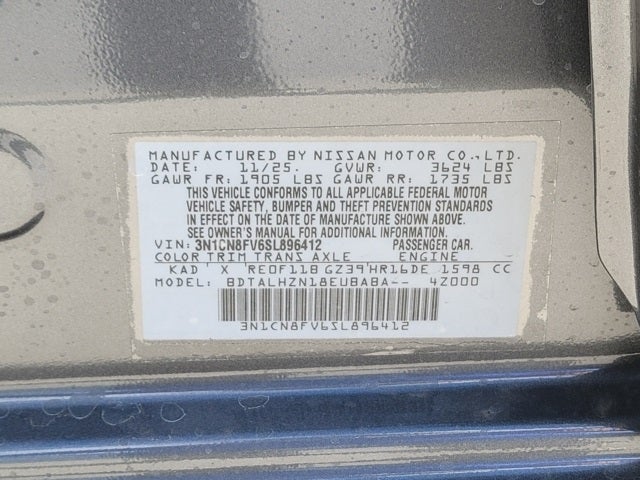 MANUFACTURED BY NISSAN MOTOR CO.,LTD.
DATE: 11/25. GVWR: 3624 LBS
GAWR FR: 1905 LBS GAWR RR: 1735 LBS
THIS VEHICLE CONFORMS TO ALL APPLICABLE FEDERAL MOTOR
VEHICLE SAFETY, BUMPER AND THEFT PREVENTION STANDARDS
IN EFFECT ON THE DATE OF MANUFACTURE SHOWN ABOVE.
SEE OWNER'S MANUAL FOR ADDITIONAL INFORMATION.
VIN: 3N1CN8FV6SL896412 PASSENGER CAR.
COLOR TRIM TRANS AXLE ENGINE
KAD X RE0F11B GZ39 HR16DE 1598 CC
MODEL: BDTALHZN18EUBABA-- 4Z000
3N1CN8FV6SL896412